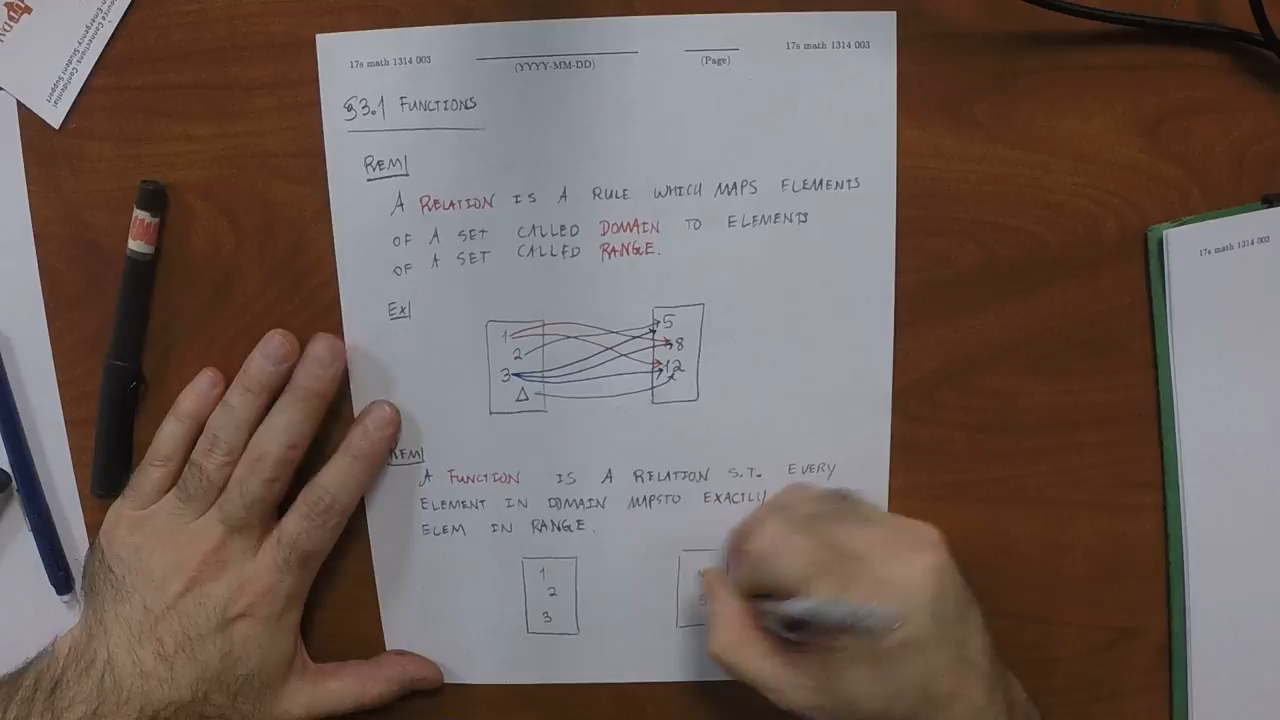 17s math 1314 003
(YYYY-MM-DD)
(Page)
17s math 1314 003
§3.1 FUNCTIONS
REM
A RELATION IS A RULE WHICH MAPS ELEMENTS
OF A SET CALLED DOMAIN TO ELEMENTS
OF A SET CALLED RANGE.
EX
1 5
2 8
3 12
Δ
REM
A FUNCTION IS A RELATION S.T. EVERY
ELEMENT IN DOMAIN MAPSTO EXACTLY
ELEM IN RANGE.
1
2
3
17s math 1314 003
Student Support